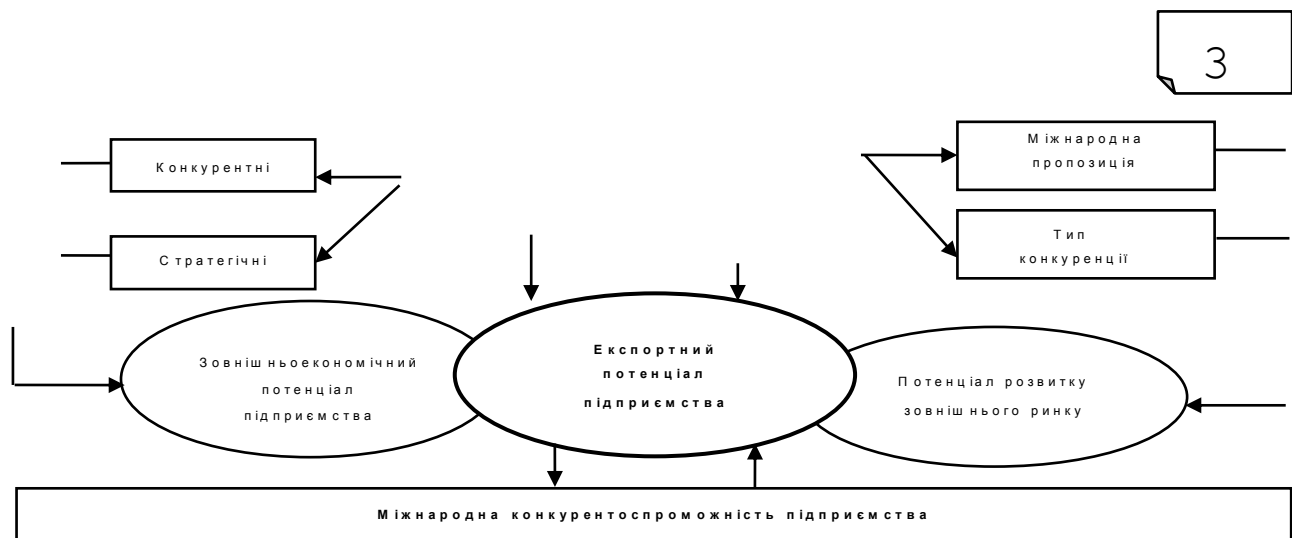 3
Конкурентні
Міжнародна
пропозиція
Стратегічні
Тип
конкуренції
Зовнішньоекономічний
потенціал
підприємства
Експортний
потенціал
підприємства
Потенціал розвитку
зовнішнього ринку
Міжнародна конкурентоспроможність підприємства